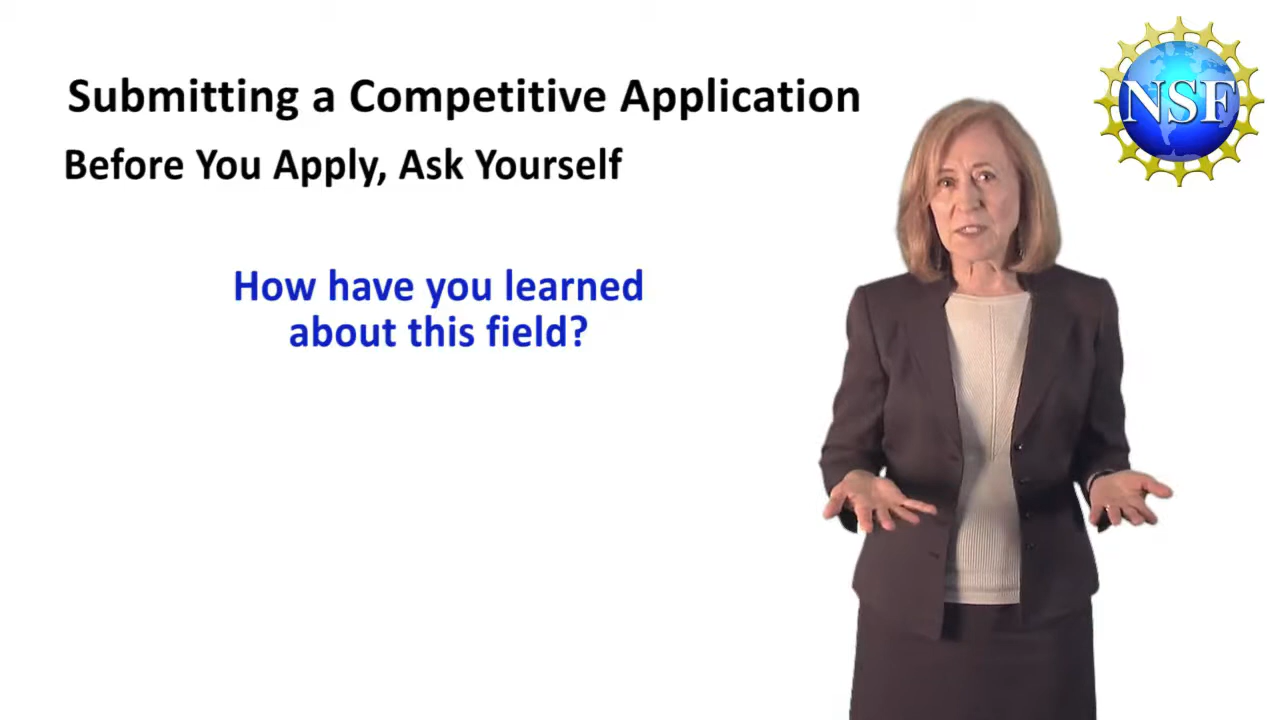 Submitting a Competitive Application
NSF
Before You Apply, Ask Yourself
How have you learned
about this field?